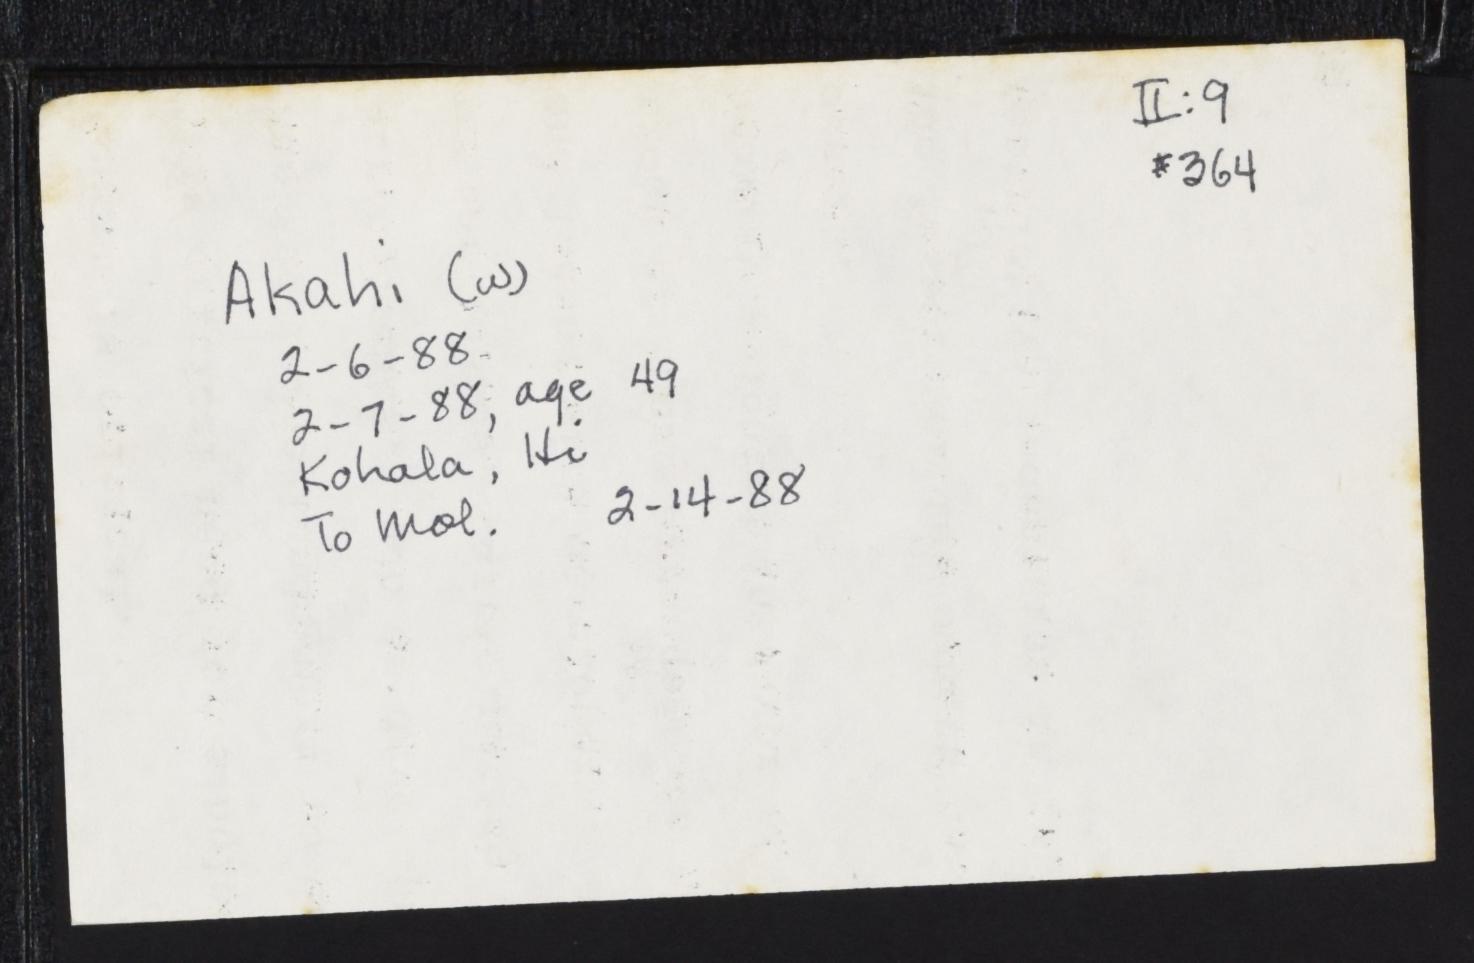 II:9
#364
Akahi (w)
2-6-88
2-7-88, age 49
Kohala, Hi
To Mol. 2-14-88